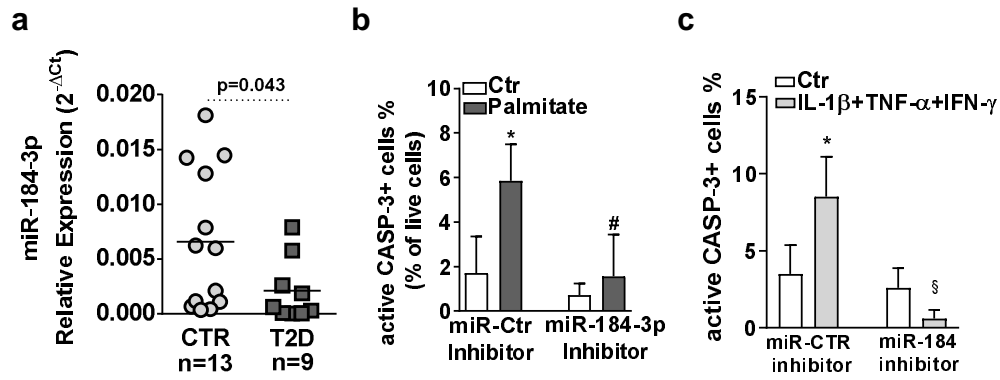 a
miR-184-3p
Relative Expression (2^-ΔCt)
0.020
0.015
0.010
0.005
0.000
p=0.043
CTR
n=13
T2D
n=9
b
active CASP-3+ cells %
(% of live cells)
10
8
6
4
2
0
Ctr
Palmitate
*
#
miR-Ctr
Inhibitor
miR-184-3p
Inhibitor
c
active CASP-3+ cells %
15
10
5
0
Ctr
IL-1β+TNF-α+IFN-γ
*
§
miR-CTR
inhibitor
miR-184
inhibitor